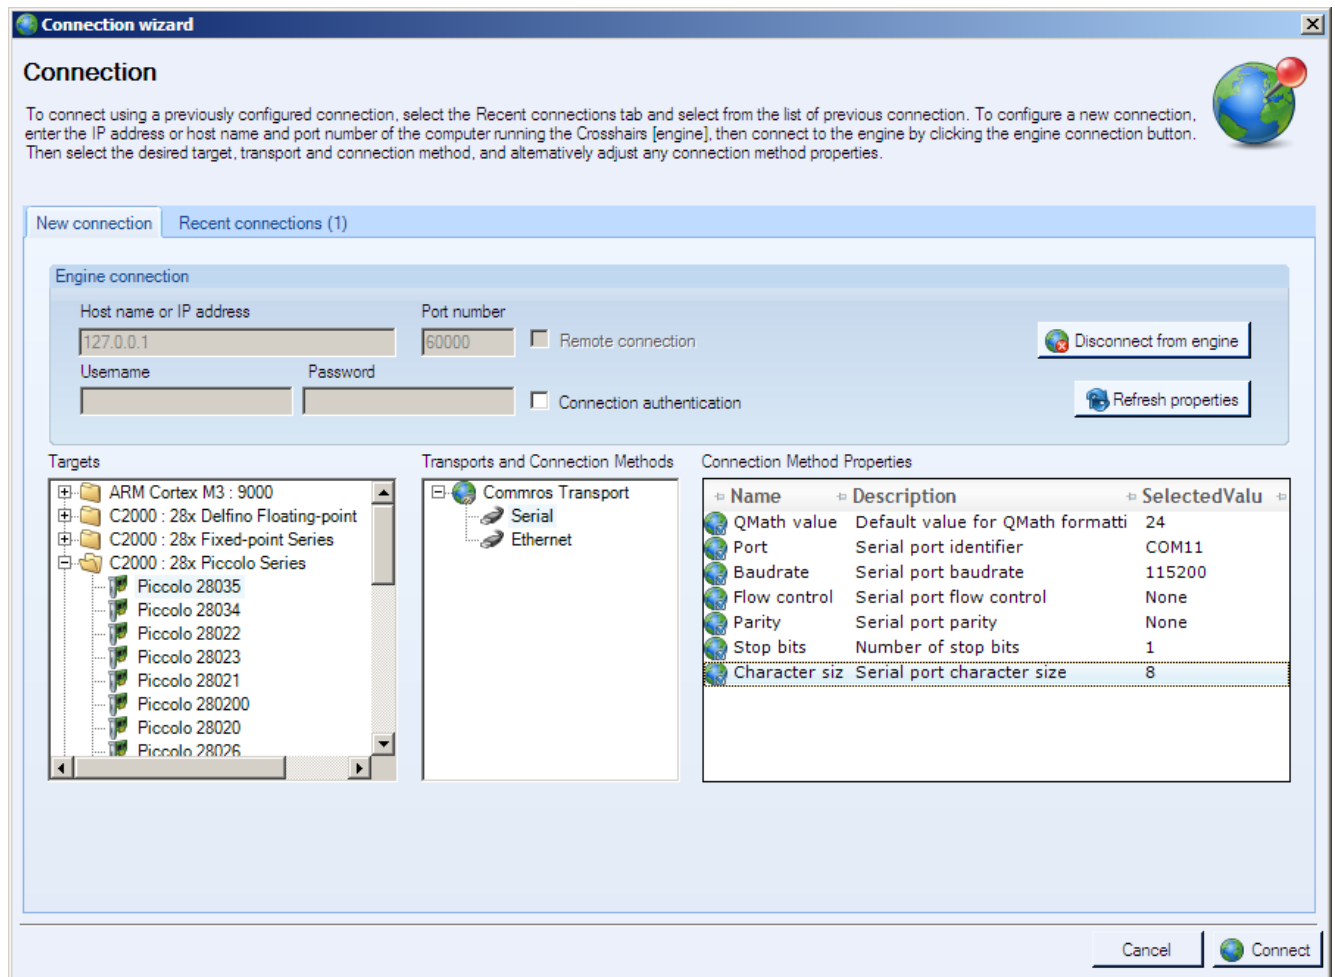 Connection wizard
Connection
To connect using a previously configured connection, select the Recent connections tab and select from the list of previous connection. To configure a new connection,
enter the IP address or host name and port number of the computer running the Crosshairs [engine], then connect to the engine by clicking the engine connection button.
Then select the desired target, transport and connection method, and alternatively adjust any connection method properties.
New connection Recent connections (1)
Engine connection
Host name or IP address Port number
127.0.0.1 60000 Remote connection Disconnect from engine
Username Password
Connection authentication Refresh properties
Targets Transports and Connection Methods Connection Method Properties
ARM Cortex M3 : 9000
C2000 : 28x Delfino Floating-point
C2000 : 28x Fixed-point Series
C2000 : 28x Piccolo Series
Piccolo 28035
Piccolo 28034
Piccolo 28022
Piccolo 28023
Piccolo 28021
Piccolo 280200
Piccolo 28020
Piccolo 28026
Commros Transport
Serial
Ethernet
Name Description SelectedValu
QMath value Default value for QMath formatti 24
Port Serial port identifier COM11
Baudrate Serial port baudrate 115200
Flow control Serial port flow control None
Parity Serial port parity None
Stop bits Number of stop bits 1
Character siz Serial port character size 8
Cancel Connect